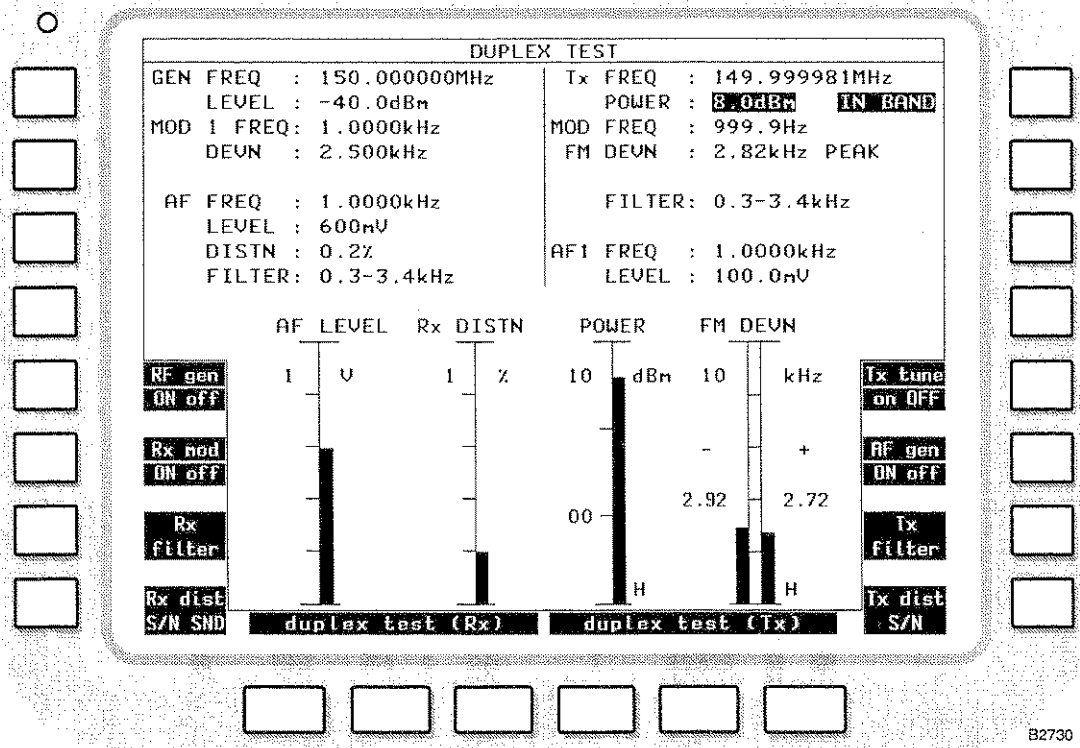 DUPLEX TEST
GEN FREQ : 150.000000MHz
LEVEL : -40.0dBm
MOD 1 FREQ: 1.0000kHz
DEVN : 2.500kHz
AF FREQ : 1.0000kHz
LEVEL : 600mV
DISTN : 0.2%
FILTER: 0.3-3.4kHz
Tx FREQ : 149.999981MHz
POWER : 8.0dBm IN BAND
MOD FREQ : 999.9Hz
FM DEVN : 2.82kHz PEAK
FILTER: 0.3-3.4kHz
AF1 FREQ : 1.0000kHz
LEVEL : 100.0mV
AF LEVEL Rx DISTN POWER FM DEVN
1 V 1 % 10 dBm 10 kHz
- +
2.92 2.72
00
H H
RF gen
ON off
Rx mod
ON off
Rx
filter
Rx dist
S/N SND
Tx tune
on OFF
AF gen
ON off
Tx
filter
Tx dist
S/N
duplex test (Rx) duplex test (Tx)
B2730